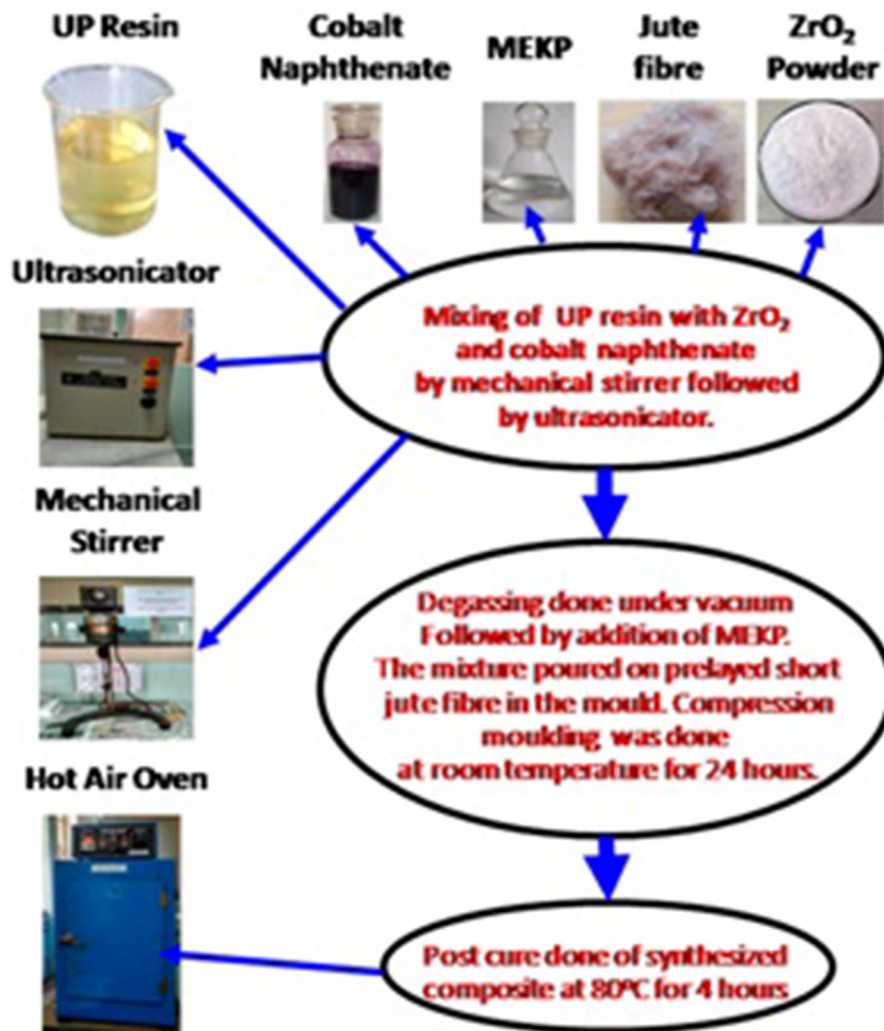 UP Resin
Cobalt
Naphthenate
MEKP
Jute
fibre
ZrO₂
Powder
Ultrasonicator
Mixing of UP resin with ZrO₂
and cobalt naphthenate
by mechanical stirrer followed
by ultrasonicator.
Mechanical
Stirrer
Degassing done under vacuum
Followed by addition of MEKP.
The mixture poured on prelayed short
jute fibre in the mould. Compression
moulding was done
at room temperature for 24 hours.
Hot Air Oven
Post cure done of synthesized
composite at 80ºC for 4 hours